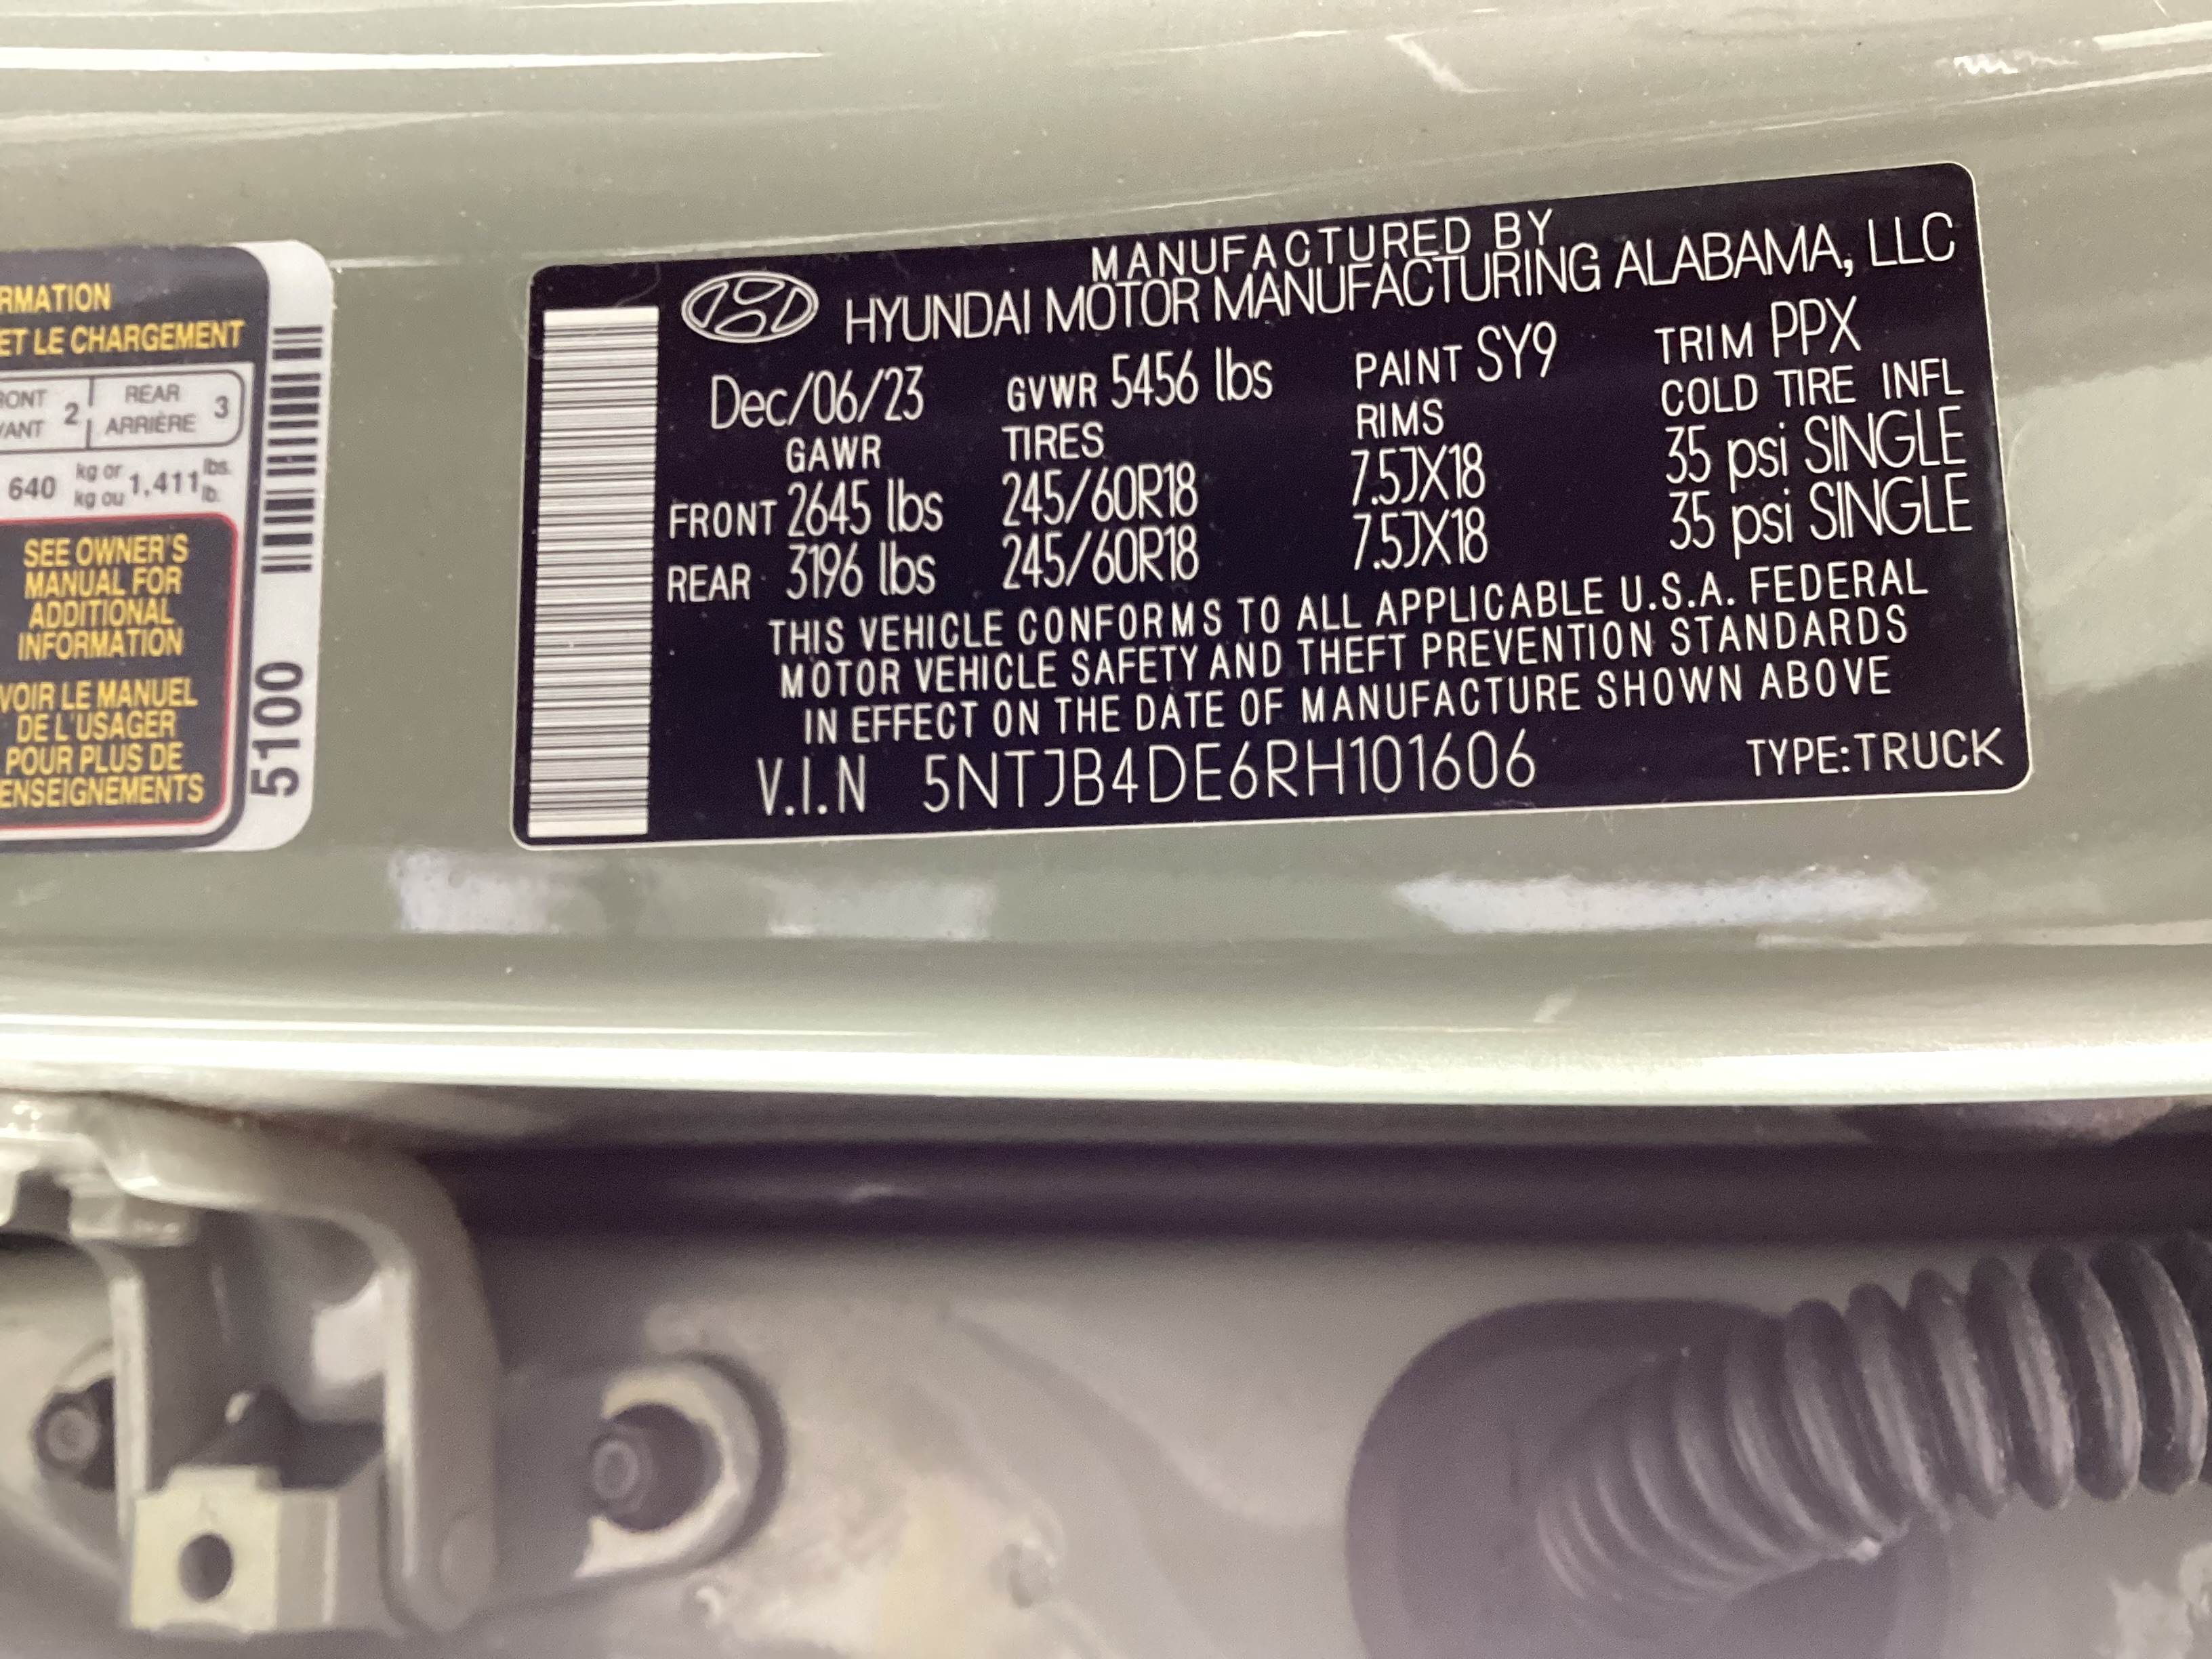 RMATION
ET LE CHARGEMENT
REAR
2
ARRIÈRE 3
640 kg or kg ou 1,411 lbs. lb.
SEE OWNER'S
MANUAL FOR
ADDITIONAL
INFORMATION
VOIR LE MANUEL
DE L'USAGER
POUR PLUS DE
ENSEIGNEMENTS
5100
MANUFACTURED BY
HYUNDAI MOTOR MANUFACTURING ALABAMA, LLC
Dec/06/23 GVWR 5456 lbs PAINT SY9 TRIM PPX
GAWR TIRES RIMS COLD TIRE INFL
FRONT 2645 lbs 245/60R18 7.5JX18 35 psi SINGLE
REAR 3196 lbs 245/60R18 7.5JX18 35 psi SINGLE
THIS VEHICLE CONFORMS TO ALL APPLICABLE U.S.A. FEDERAL
MOTOR VEHICLE SAFETY AND THEFT PREVENTION STANDARDS
IN EFFECT ON THE DATE OF MANUFACTURE SHOWN ABOVE
V.I.N 5NTJB4DE6RH101606 TYPE:TRUCK